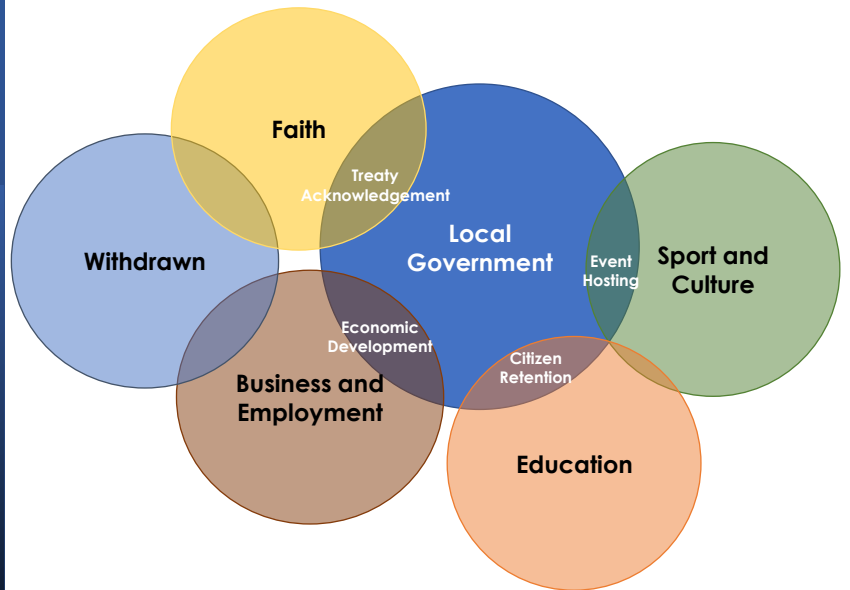 Faith
Treaty
Acknowledgement
Local
Government
Withdrawn
Event
Hosting
Sport and
Culture
Economic
Development
Citizen
Retention
Business and
Employment
Education